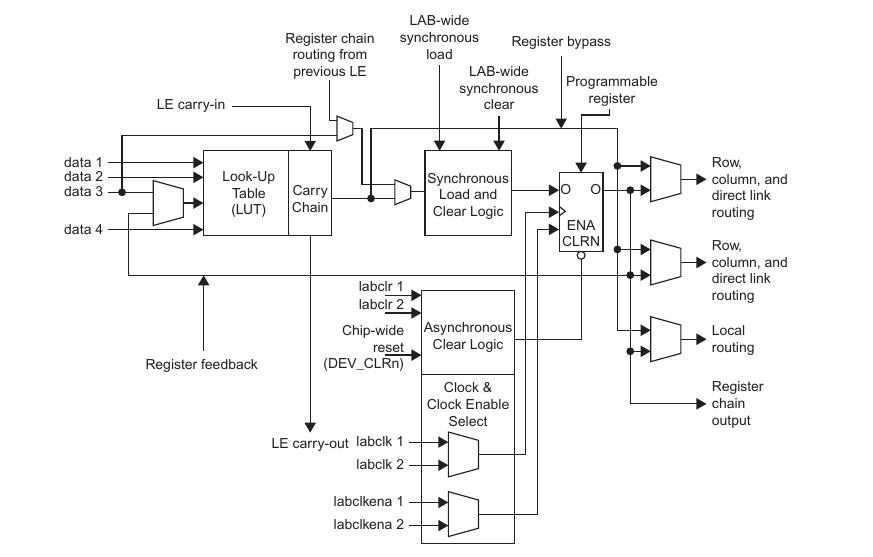 LAB-wide
synchronous
load
Register chain
routing from
previous LE
Register bypass
LAB-wide
synchronous
clear
Programmable
register
LE carry-in
data 1
data 2
data 3
data 4
Look-Up
Table
(LUT)
Carry
Chain
Synchronous
Load and
Clear Logic
O O
ENA
CLRN
Row,
column, and
direct link
routing
Row,
column, and
direct link
routing
Local
routing
Register
chain
output
labclr 1
labclr 2
Chip-wide
reset
(DEV_CLRn)
Asynchronous
Clear Logic
Register feedback
Clock &
Clock Enable
Select
LE carry-out
labclk 1
labclk 2
labclkena 1
labclkena 2